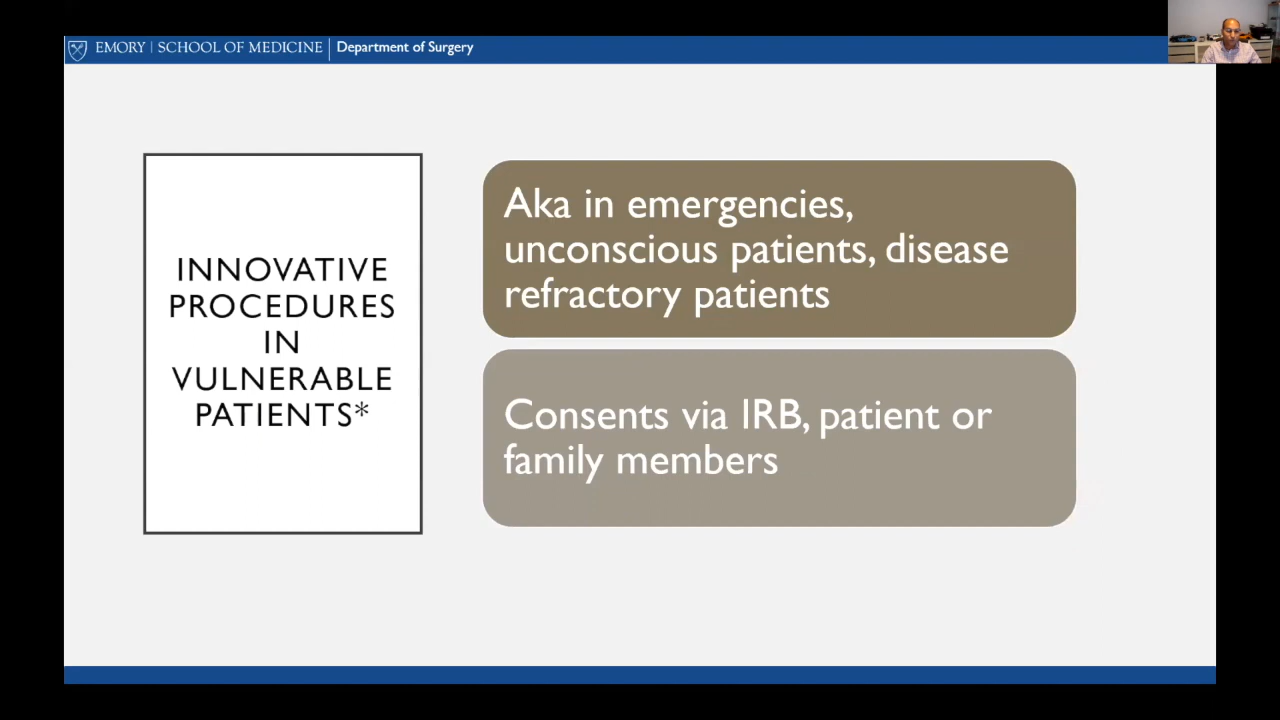 EMORY | SCHOOL OF MEDICINE | Department of Surgery
INNOVATIVE
PROCEDURES
IN
VULNERABLE
PATIENTS*
Aka in emergencies,
unconscious patients, disease
refractory patients
Consents via IRB, patient or
family members